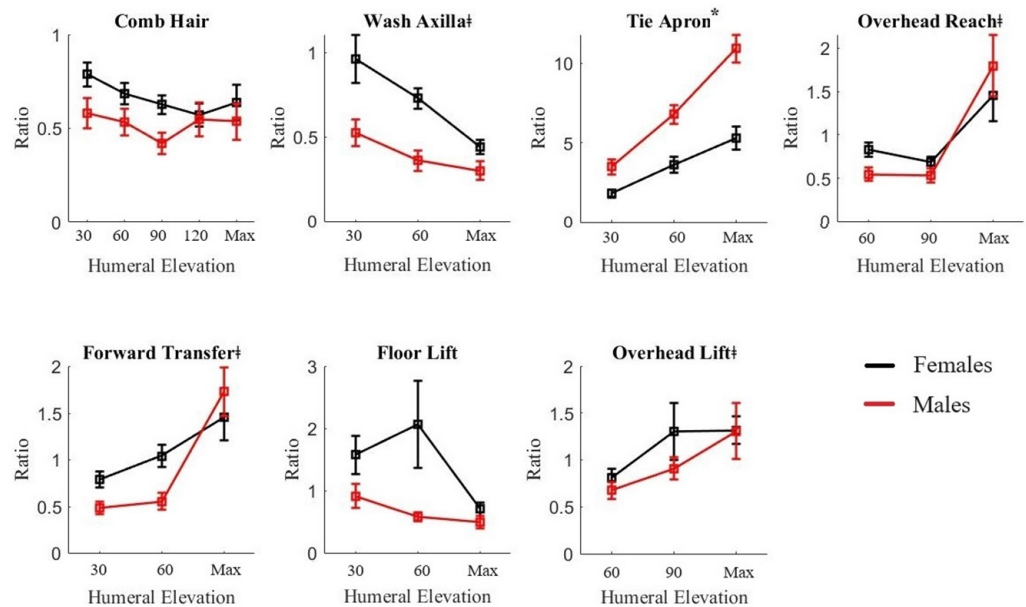 Comb Hair
1
0.5
0
Ratio
30 60 90 120 Max
Humeral Elevation
Wash Axilla‡
1
0.5
0
Ratio
30 60 Max
Humeral Elevation
Tie Apron*
10
5
0
Ratio
30 60 Max
Humeral Elevation
Overhead Reach‡
2
1.5
1
0.5
0
Ratio
60 90 Max
Humeral Elevation
Forward Transfer‡
2
1.5
1
0.5
0
Ratio
30 60 Max
Humeral Elevation
Floor Lift
3
2
1
0
Ratio
30 60 Max
Humeral Elevation
Overhead Lift‡
2
1.5
1
0.5
0
Ratio
60 90 Max
Humeral Elevation
Females
Males